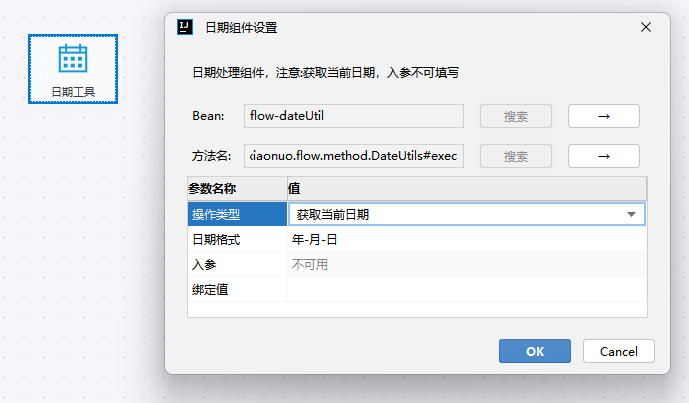 日期工具
IJ
日期组件设置
日期处理组件，注意:获取当前日期，入参不可填写
Bean: flow-dateUtil 搜索 →
方法名: xiaonuo.flow.method.DateUtils#exec 搜索 →
参数名称 值
操作类型 获取当前日期
日期格式 年-月-日
入参 不可用
绑定值
OK Cancel